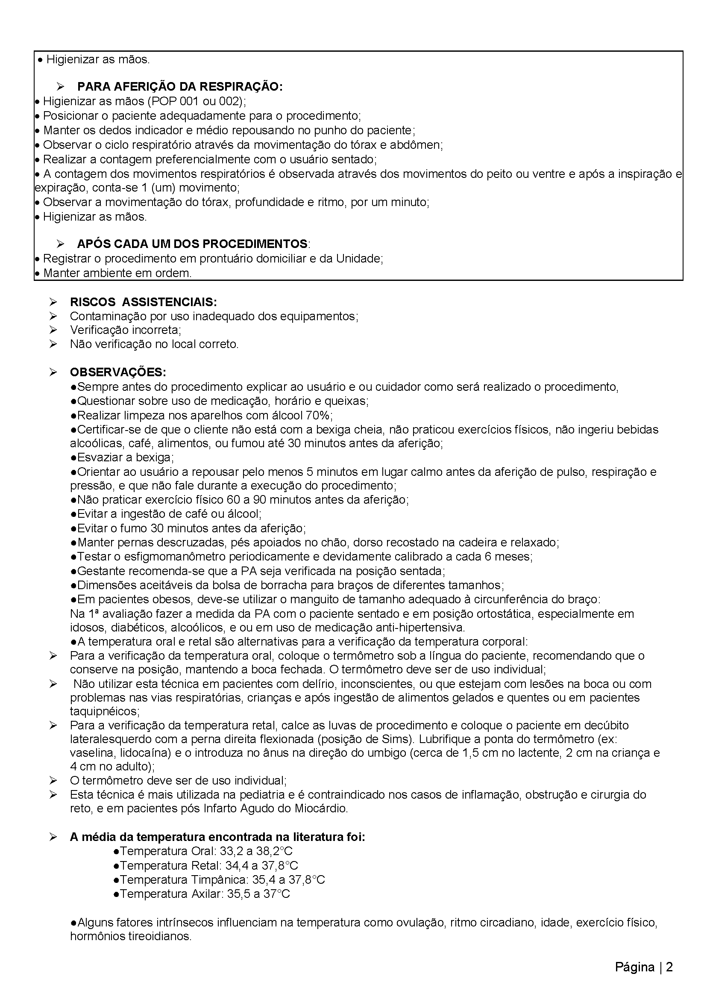 • Higienizar as mãos.
➢ PARA AFERIÇÃO DA RESPIRAÇÃO:
• Higienizar as mãos (POP 001 ou 002);
• Posicionar o paciente adequadamente para o procedimento;
• Manter os dedos indicador e médio repousando no punho do paciente;
• Observar o ciclo respiratório através da movimentação do tórax e abdômen;
• Realizar a contagem preferencialmente com o usuário sentado;
• A contagem dos movimentos respiratórios é observada através dos movimentos do peito ou ventre e após a inspiração e
expiração, conta-se 1 (um) movimento;
• Observar a movimentação do tórax, profundidade e ritmo, por um minuto;
• Higienizar as mãos.
➢ APÓS CADA UM DOS PROCEDIMENTOS:
• Registrar o procedimento em prontuário domiciliar e da Unidade;
• Manter ambiente em ordem.
➢ RISCOS ASSISTENCIAIS:
➢ Contaminação por uso inadequado dos equipamentos;
➢ Verificação incorreta;
➢ Não verificação no local correto.
➢ OBSERVAÇÕES:
●Sempre antes do procedimento explicar ao usuário e ou cuidador como será realizado o procedimento,
●Questionar sobre uso de medicação, horário e queixas;
●Realizar limpeza nos aparelhos com álcool 70%;
●Certificar-se de que o cliente não está com a bexiga cheia, não praticou exercícios físicos, não ingeriu bebidas
alcoólicas, café, alimentos, ou fumou até 30 minutos antes da aferição;
●Esvaziar a bexiga;
●Orientar ao usuário a repousar pelo menos 5 minutos em lugar calmo antes da aferição de pulso, respiração e
pressão, e que não fale durante a execução do procedimento;
●Não praticar exercício físico 60 a 90 minutos antes da aferição;
●Evitar a ingestão de café ou álcool;
●Evitar o fumo 30 minutos antes da aferição;
●Manter pernas descruzadas, pés apoiados no chão, dorso recostado na cadeira e relaxado;
●Testar o esfigmomanômetro periodicamente e devidamente calibrado a cada 6 meses;
●Gestante recomenda-se que a PA seja verificada na posição sentada;
●Dimensões aceitáveis da bolsa de borracha para braços de diferentes tamanhos;
●Em pacientes obesos, deve-se utilizar o manguito de tamanho adequado à circunferência do braço:
Na 1ª avaliação fazer a medida da PA com o paciente sentado e em posição ortostática, especialmente em
idosos, diabéticos, alcoólicos, e ou em uso de medicação anti-hipertensiva.
●A temperatura oral e retal são alternativas para a verificação da temperatura corporal:
➢ Para a verificação da temperatura oral, coloque o termômetro sob a língua do paciente, recomendando que o
conserve na posição, mantendo a boca fechada. O termômetro deve ser de uso individual;
➢ Não utilizar esta técnica em pacientes com delírio, inconscientes, ou que estejam com lesões na boca ou com
problemas nas vias respiratórias, crianças e após ingestão de alimentos gelados e quentes ou em pacientes
taquipnéicos;
➢ Para a verificação da temperatura retal, calce as luvas de procedimento e coloque o paciente em decúbito
lateralesquerdo com a perna direita flexionada (posição de Sims). Lubrifique a ponta do termômetro (ex:
vaselina, lidocaína) e o introduza no ânus na direção do umbigo (cerca de 1,5 cm no lactente, 2 cm na criança e
4 cm no adulto);
➢ O termômetro deve ser de uso individual;
➢ Esta técnica é mais utilizada na pediatria e é contraindicado nos casos de inflamação, obstrução e cirurgia do
reto, e em pacientes pós Infarto Agudo do Miocárdio.
➢ A média da temperatura encontrada na literatura foi:
●Temperatura Oral: 33,2 a 38,2°C
●Temperatura Retal: 34,4 a 37,8°C
●Temperatura Timpânica: 35,4 a 37,8°C
●Temperatura Axilar: 35,5 a 37°C
●Alguns fatores intrínsecos influenciam na temperatura como ovulação, ritmo circadiano, idade, exercício físico,
hormônios tireoidianos.
Página | 2